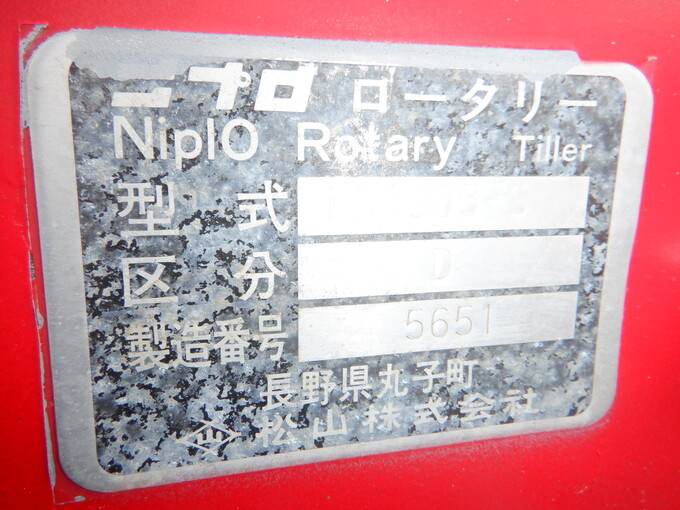 ニプロ ロータリー
NiplO Rotary Tiller
型式
区分 D
製造番号 5651
長野県丸子町
松山株式会社